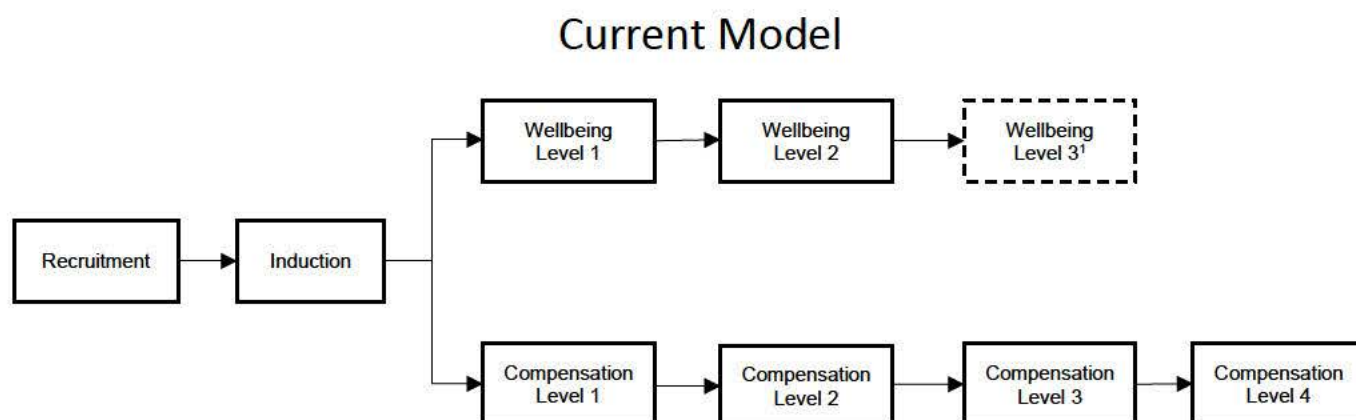 Current Model
Wellbeing
Level 1
Wellbeing
Level 2
Wellbeing
Level 3¹
Recruitment
Induction
Compensation
Level 1
Compensation
Level 2
Compensation
Level 3
Compensation
Level 4